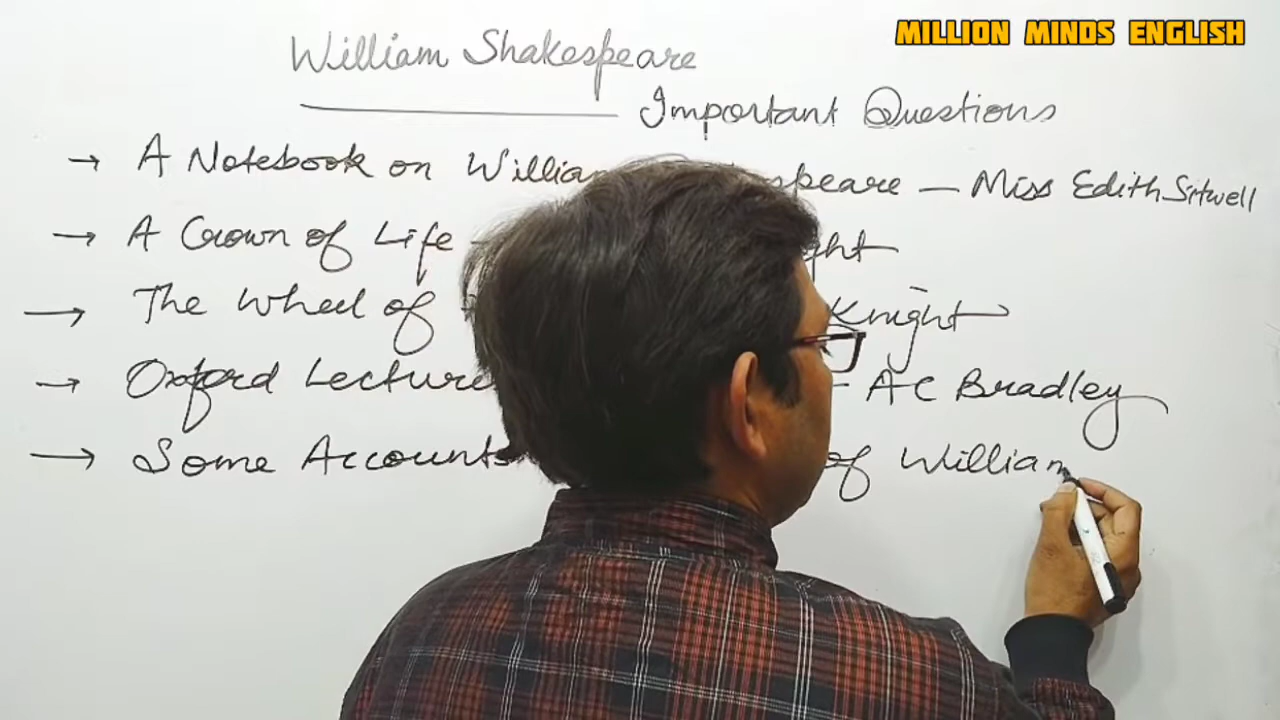 MILLION MINDS ENGLISH
William Shakespeare
Important Questions
→ A Notebook on William speare — Miss Edith Sitwell
→ A Crown of Life ght
→ The Wheel of Knight
→ Oxford Lecture - AC Bradley
→ Some Accounts of William